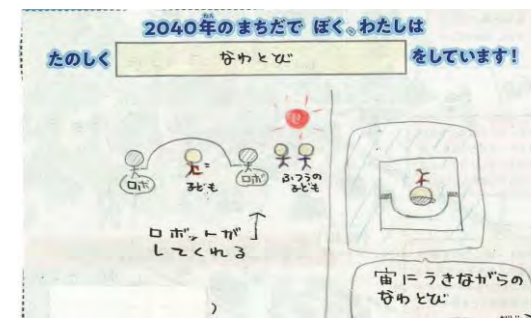 2040年のまちだで ぼく。わたしは
たのしく なわとび をしています!
ロボ 子ども ロボ ふつうの
子ども
ロボットが
してくれる
宙にうきながらの
なわとび
)